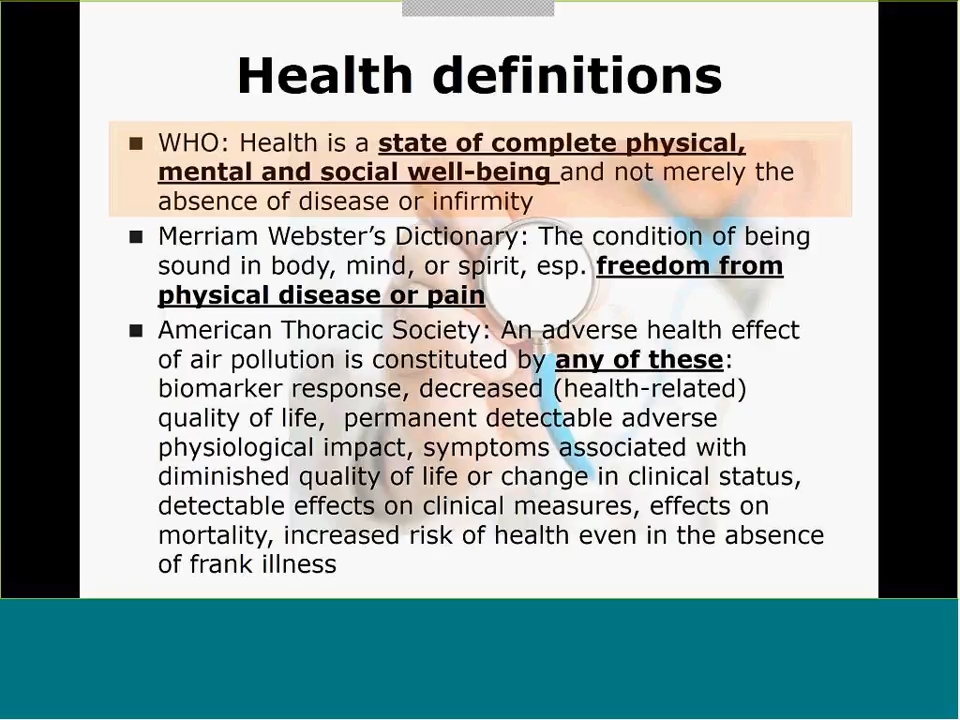 Health definitions
■ WHO: Health is a state of complete physical,
mental and social well-being and not merely the
absence of disease or infirmity
■ Merriam Webster’s Dictionary: The condition of being
sound in body, mind, or spirit, esp. freedom from
physical disease or pain
■ American Thoracic Society: An adverse health effect
of air pollution is constituted by any of these:
biomarker response, decreased (health-related)
quality of life, permanent detectable adverse
physiological impact, symptoms associated with
diminished quality of life or change in clinical status,
detectable effects on clinical measures, effects on
mortality, increased risk of health even in the absence
of frank illness